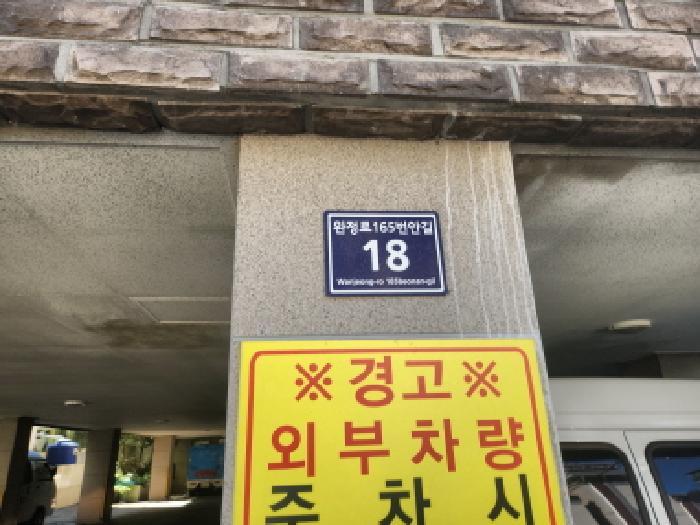 원정로165번안길
18
Wonjeong-ro 165beonan-gil
※경고※
외부차량
주차시